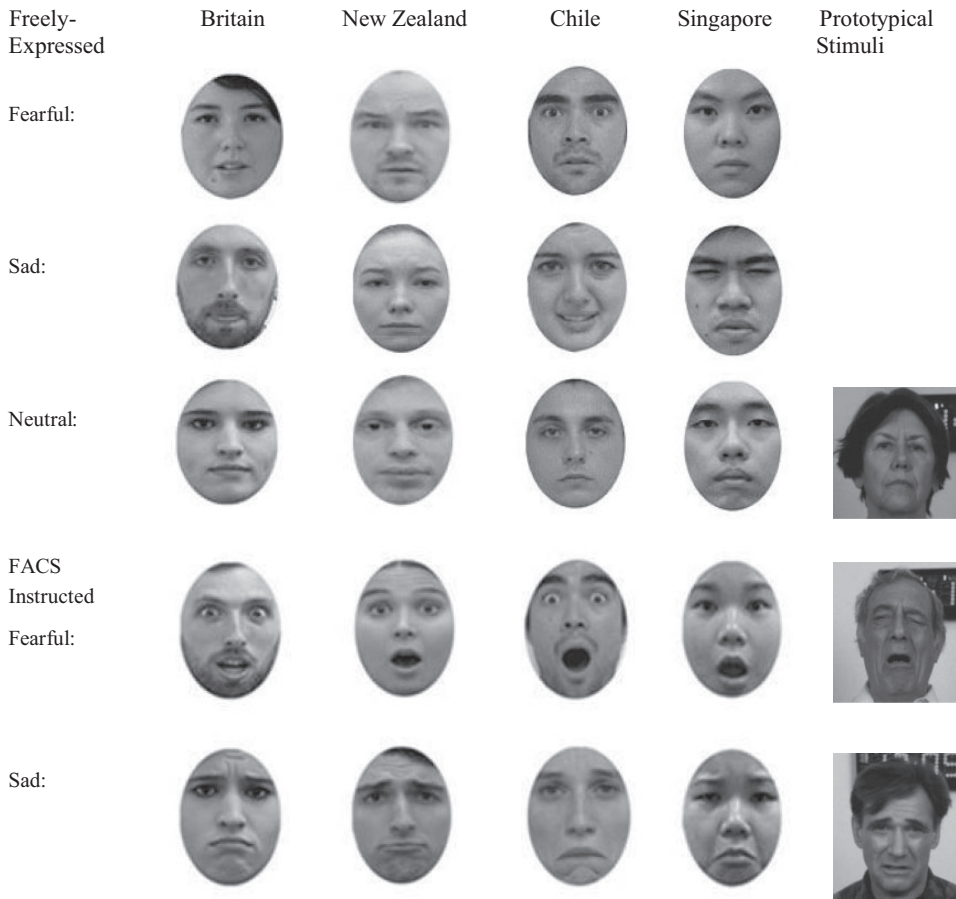 Freely-
Expressed
Britain
New Zealand
Chile
Singapore
Prototypical
Stimuli
Fearful:
Sad:
Neutral:
FACS
Instructed
Fearful:
Sad: